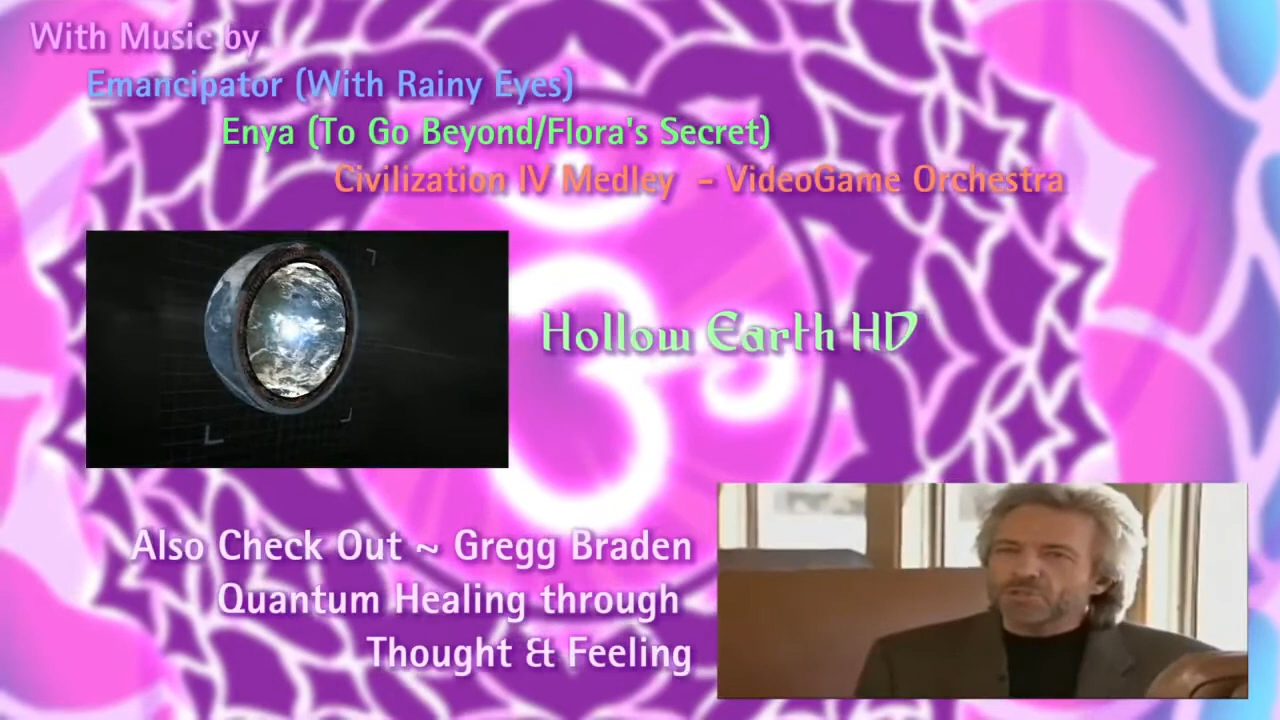 With Music by
Emancipator (With Rainy Eyes)
Enya (To Go Beyond/Flora's Secret)
Civilization IV Medley - VideoGame Orchestra
Hollow Earth HD
Also Check Out ~ Gregg Braden
Quantum Healing through
Thought & Feeling